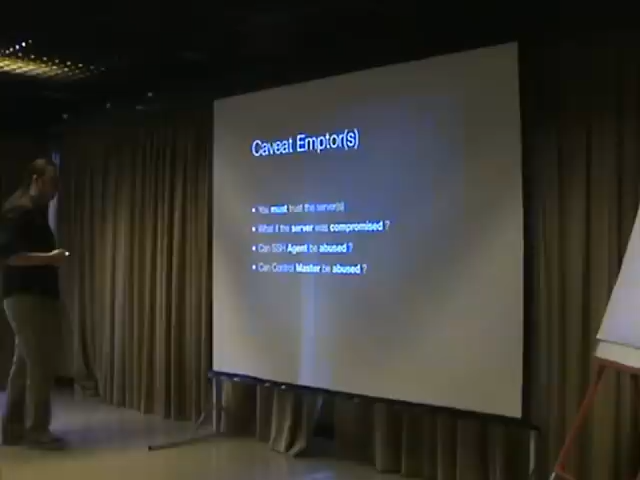 Caveat Emptor(s)
• You must trust the server(s)
• What if the server was compromised ?
• Can SSH Agent be abused ?
• Can Control Master be abused ?